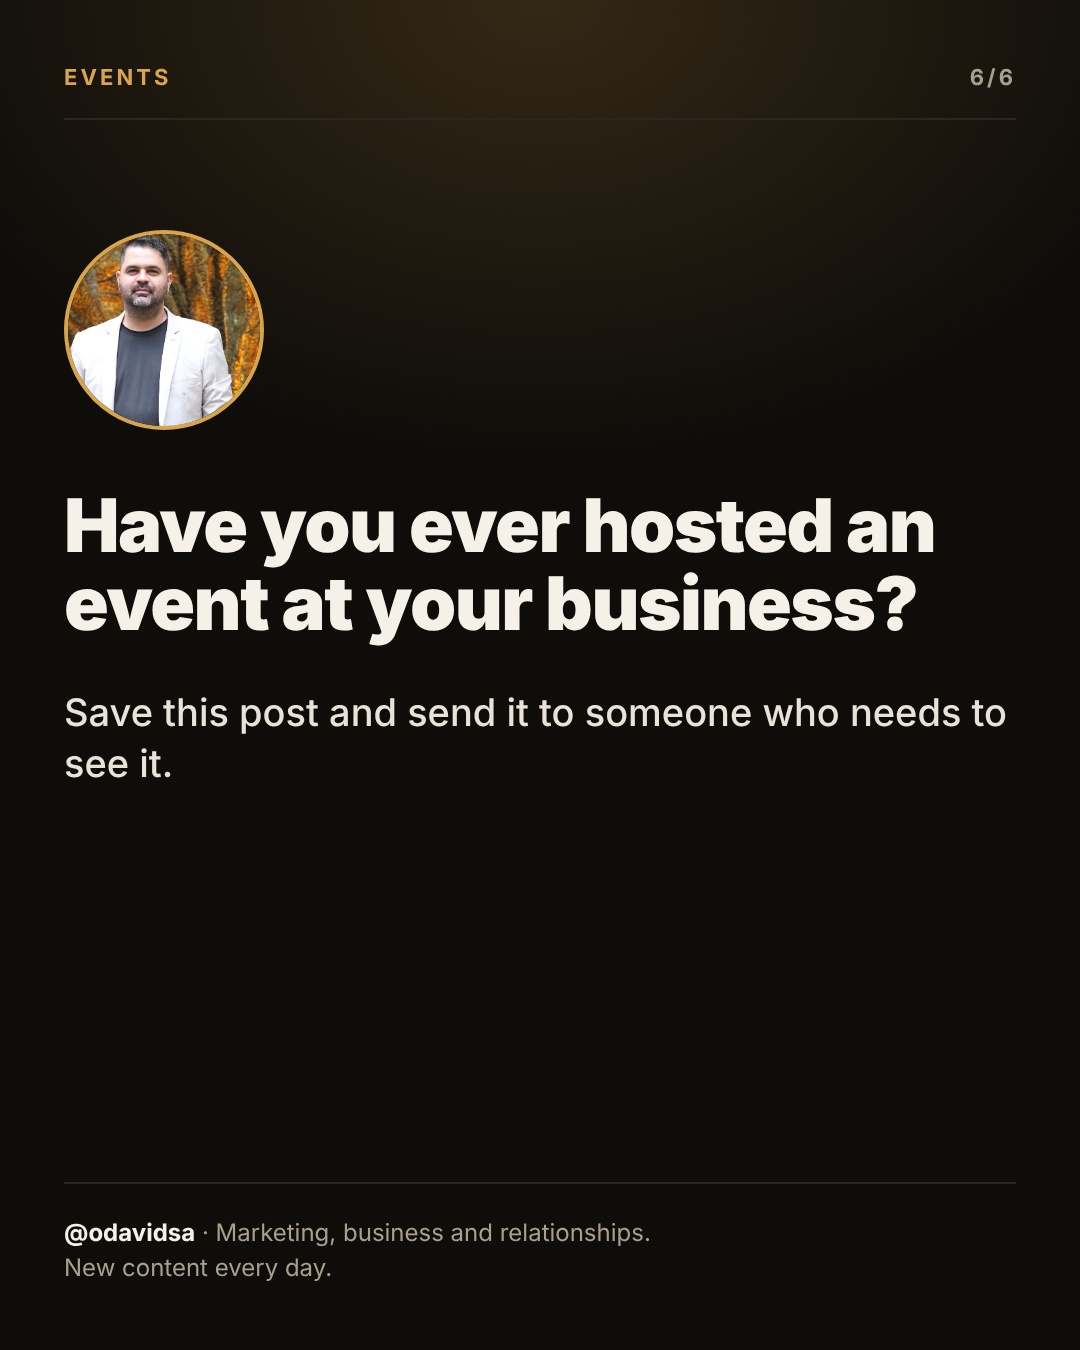 EVENTS
6/6
Have you ever hosted an
event at your business?
Save this post and send it to someone who needs to
see it.
@odavidsa · Marketing, business and relationships.
New content every day.